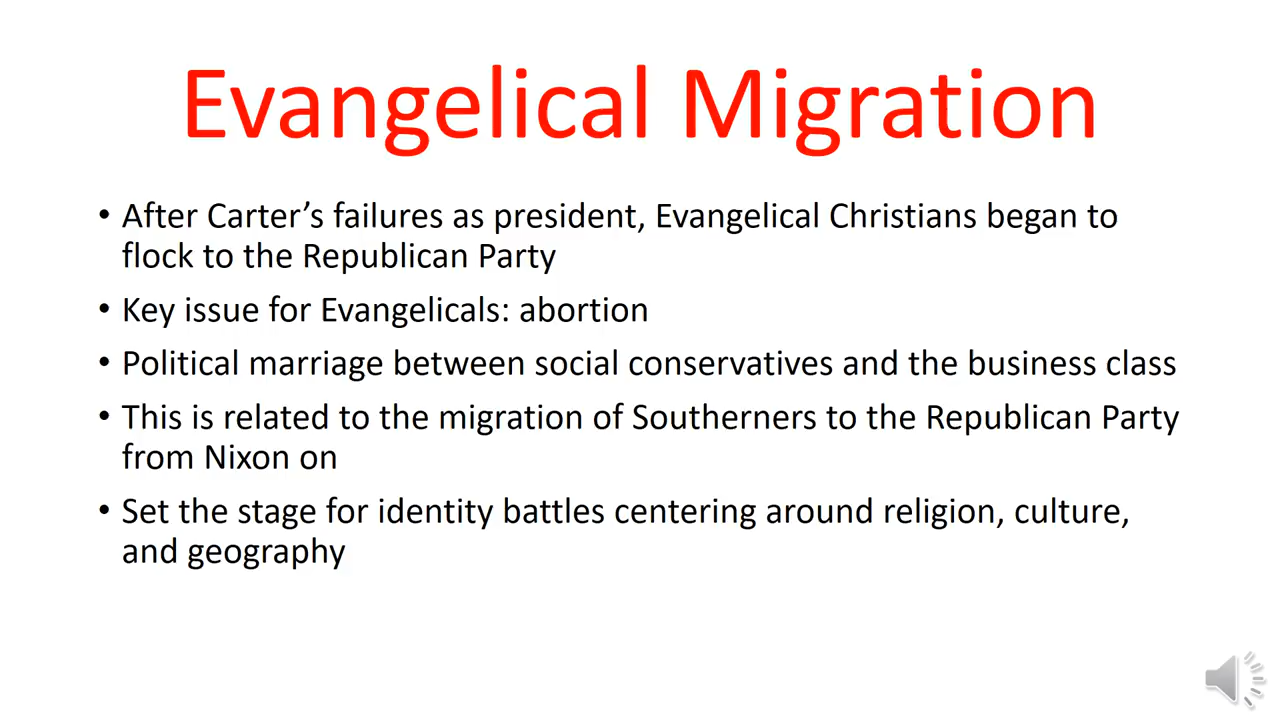 Evangelical Migration
• After Carter’s failures as president, Evangelical Christians began to
flock to the Republican Party
• Key issue for Evangelicals: abortion
• Political marriage between social conservatives and the business class
• This is related to the migration of Southerners to the Republican Party
from Nixon on
• Set the stage for identity battles centering around religion, culture,
and geography